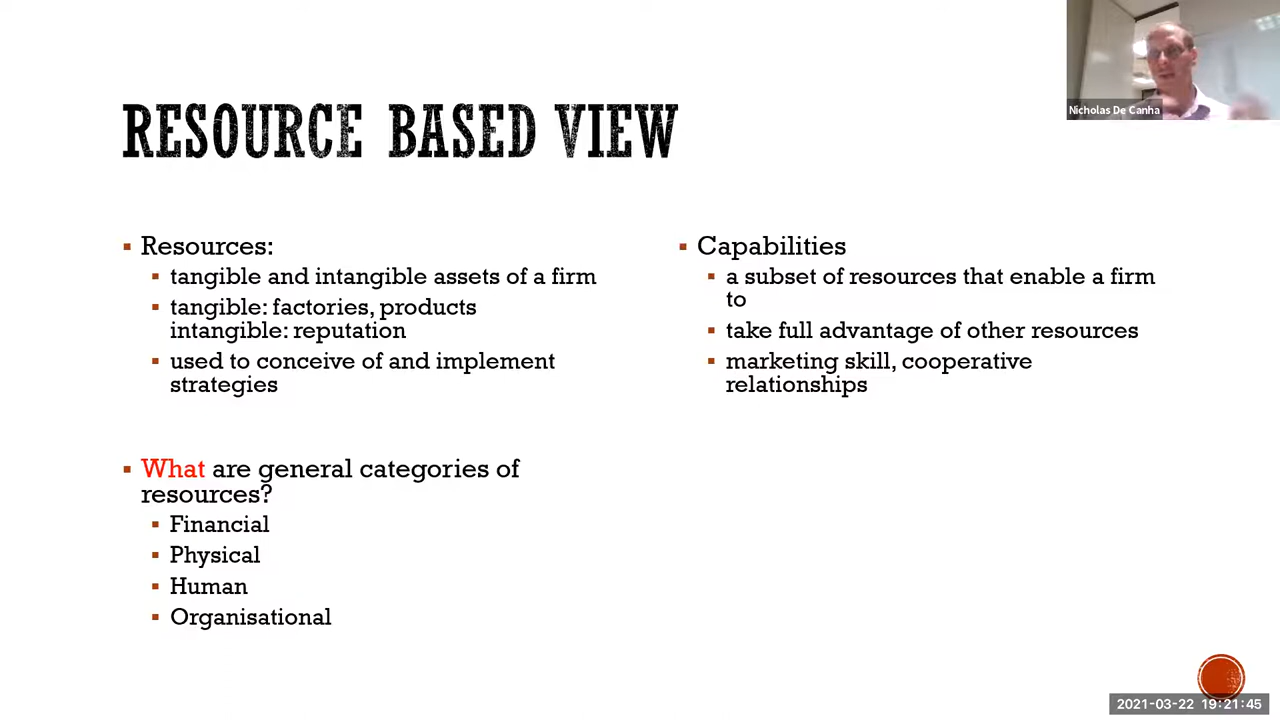 Nicholas De Canha
RESOURCE BASED VIEW
Resources:
tangible and intangible assets of a firm
tangible: factories, products
intangible: reputation
used to conceive of and implement
strategies
What are general categories of
resources?
Financial
Physical
Human
Organisational
Capabilities
a subset of resources that enable a firm
to
take full advantage of other resources
marketing skill, cooperative
relationships
2021-03-22 19:21:45